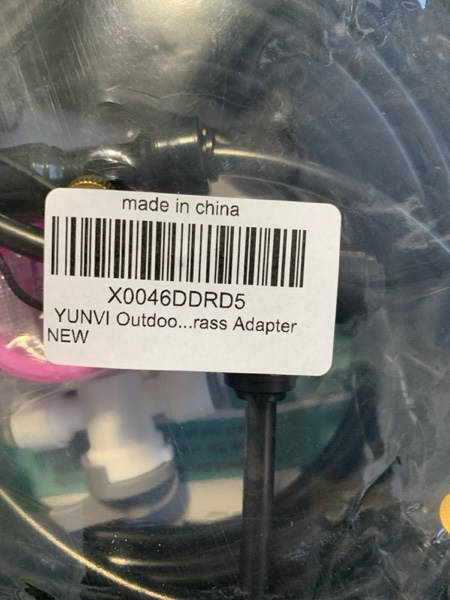 made in china
X0046DDRD5
YUNVI Outdoo...rass Adapter
NEW